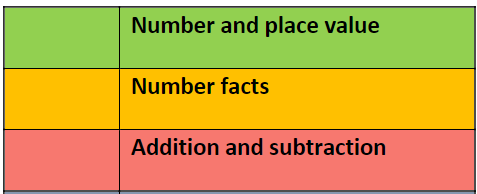 Number and place value
Number facts
Addition and subtraction